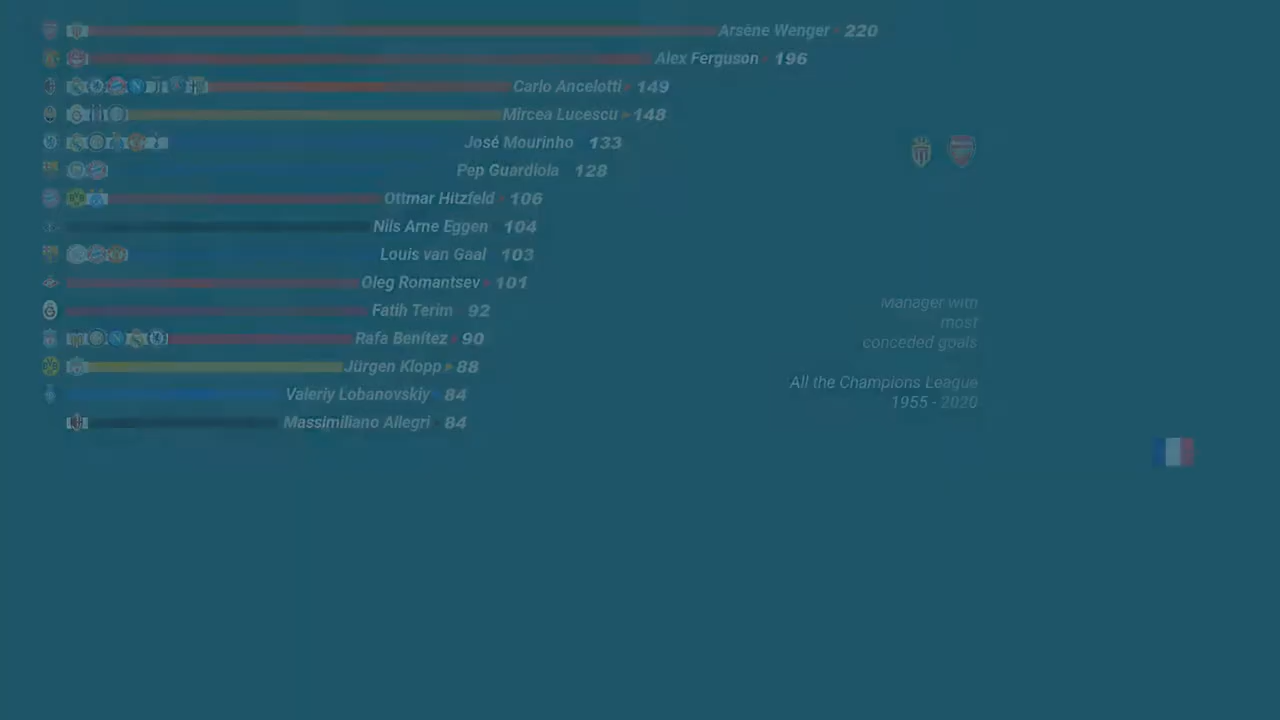 Arsène Wenger 220
Alex Ferguson 196
Carlo Ancelotti 149
Mircea Lucescu 148
José Mourinho 133
Pep Guardiola 128
Ottmar Hitzfeld 106
Nils Arne Eggen 104
Louis van Gaal 103
Oleg Romantsev 101
Fatih Terim 92
Rafa Benítez 90
Jürgen Klopp 88
Valeriy Lobanovskiy 84
Massimiliano Allegri 84
Manager with
most
conceded goals
All the Champions League
1955 - 2020